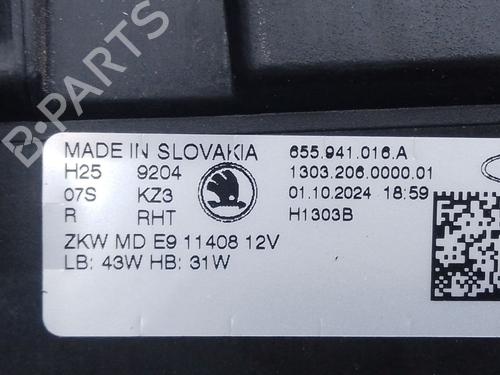 B-PARTS
MADE IN SLOVAKIA 655.941.016.A
H25 9204 1303.206.0000.01
07S KZ3 01.10.2024 18:59
R RHT H1303B
ZKW MD E9 11408 12V
LB: 43W HB: 31W